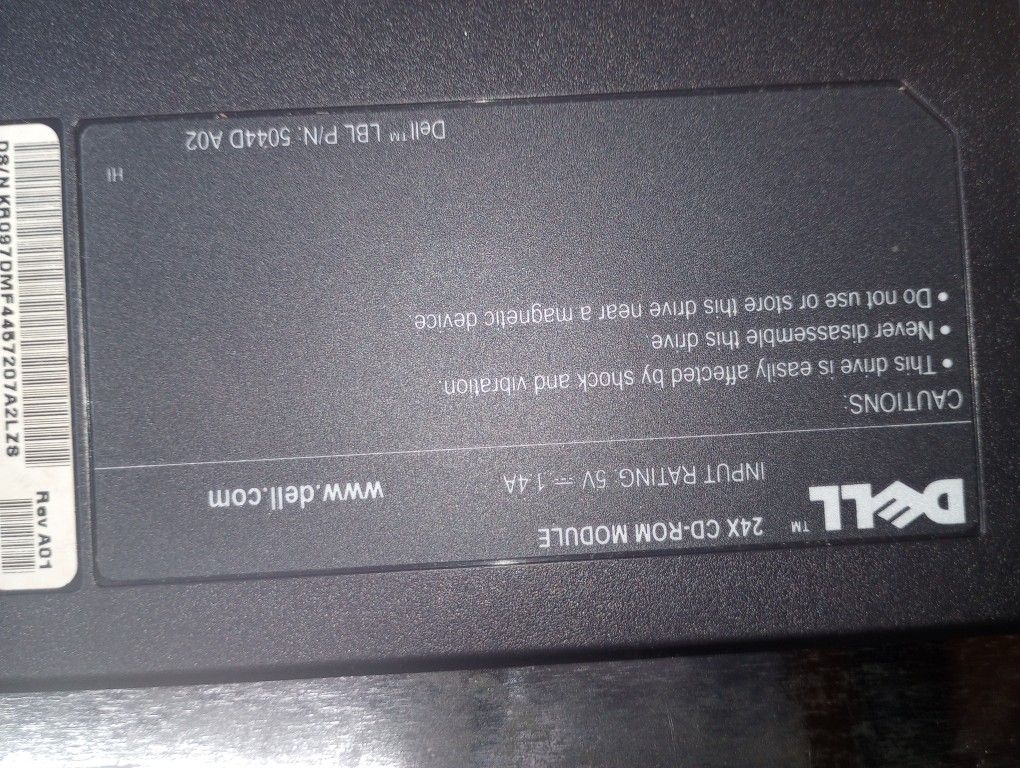 DELL™
24X CD-ROM MODULE
INPUT RATING: 5V ⎓ 1.4A
www.dell.com
CAUTIONS:
• This drive is easily affected by shock and vibration.
• Never disassemble this drive
• Do not use or store this drive near a magnetic device.
HI
Dell™ LBL P/N: 5044D A02
Rev A01